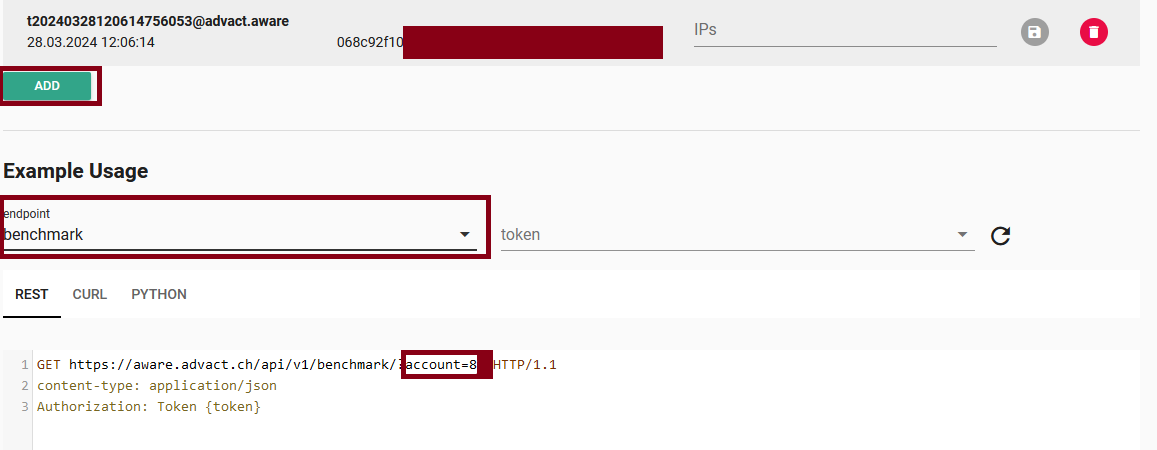 t20240328120614756053@advact.aware
28.03.2024 12:06:14 068c92f10 IPs
ADD
Example Usage
endpoint
benchmark token
REST CURL PYTHON
1 GET https://aware.advact.ch/api/v1/benchmark/?account=8 HTTP/1.1
2 content-type: application/json
3 Authorization: Token {token}